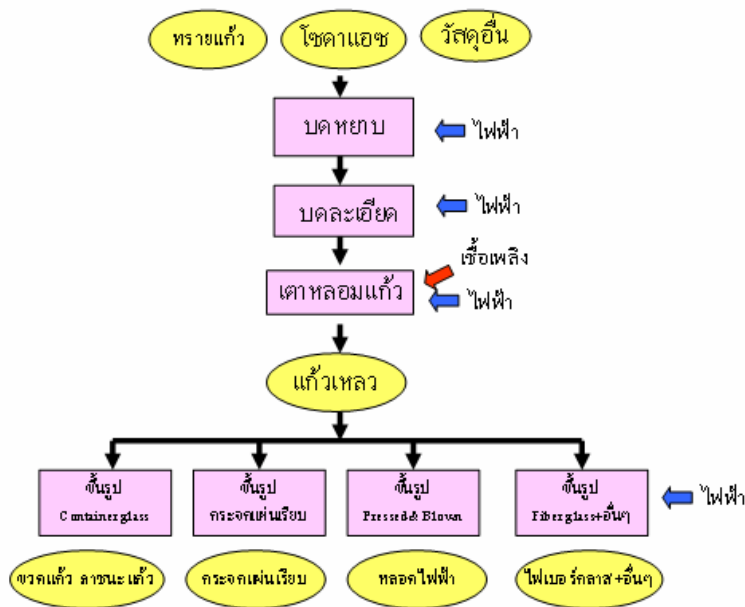 ทรายแก้ว
โซดาแอช
วัสดุอื่น
บดหยาบ
ไฟฟ้า
บดละเอียด
ไฟฟ้า
เชื้อเพลิง
เตาหลอมแก้ว
ไฟฟ้า
แก้วเหลว
ขึ้นรูป
Container glass
ขึ้นรูป
กระจกแผ่นเรียบ
ขึ้นรูป
Pressed & Blown
ขึ้นรูป
Fiber glass+อื่นๆ
ไฟฟ้า
ขวดแก้ว ภาชนะแก้ว
กระจกแผ่นเรียบ
หลอดไฟฟ้า
ไฟเบอร์กลาส+อื่นๆ